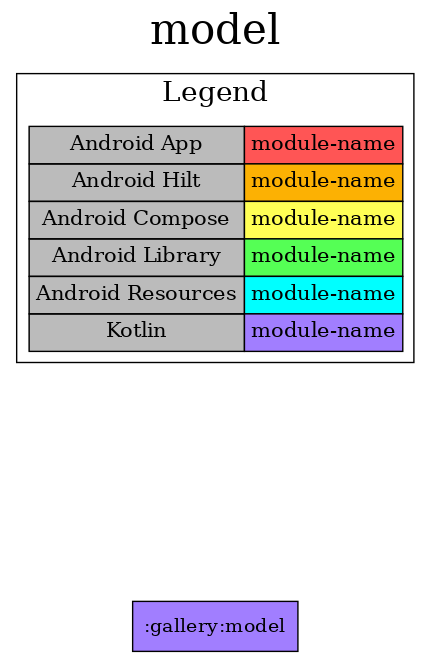 model
Legend
Android App module-name
Android Hilt module-name
Android Compose module-name
Android Library module-name
Android Resources module-name
Kotlin module-name
:gallery:model